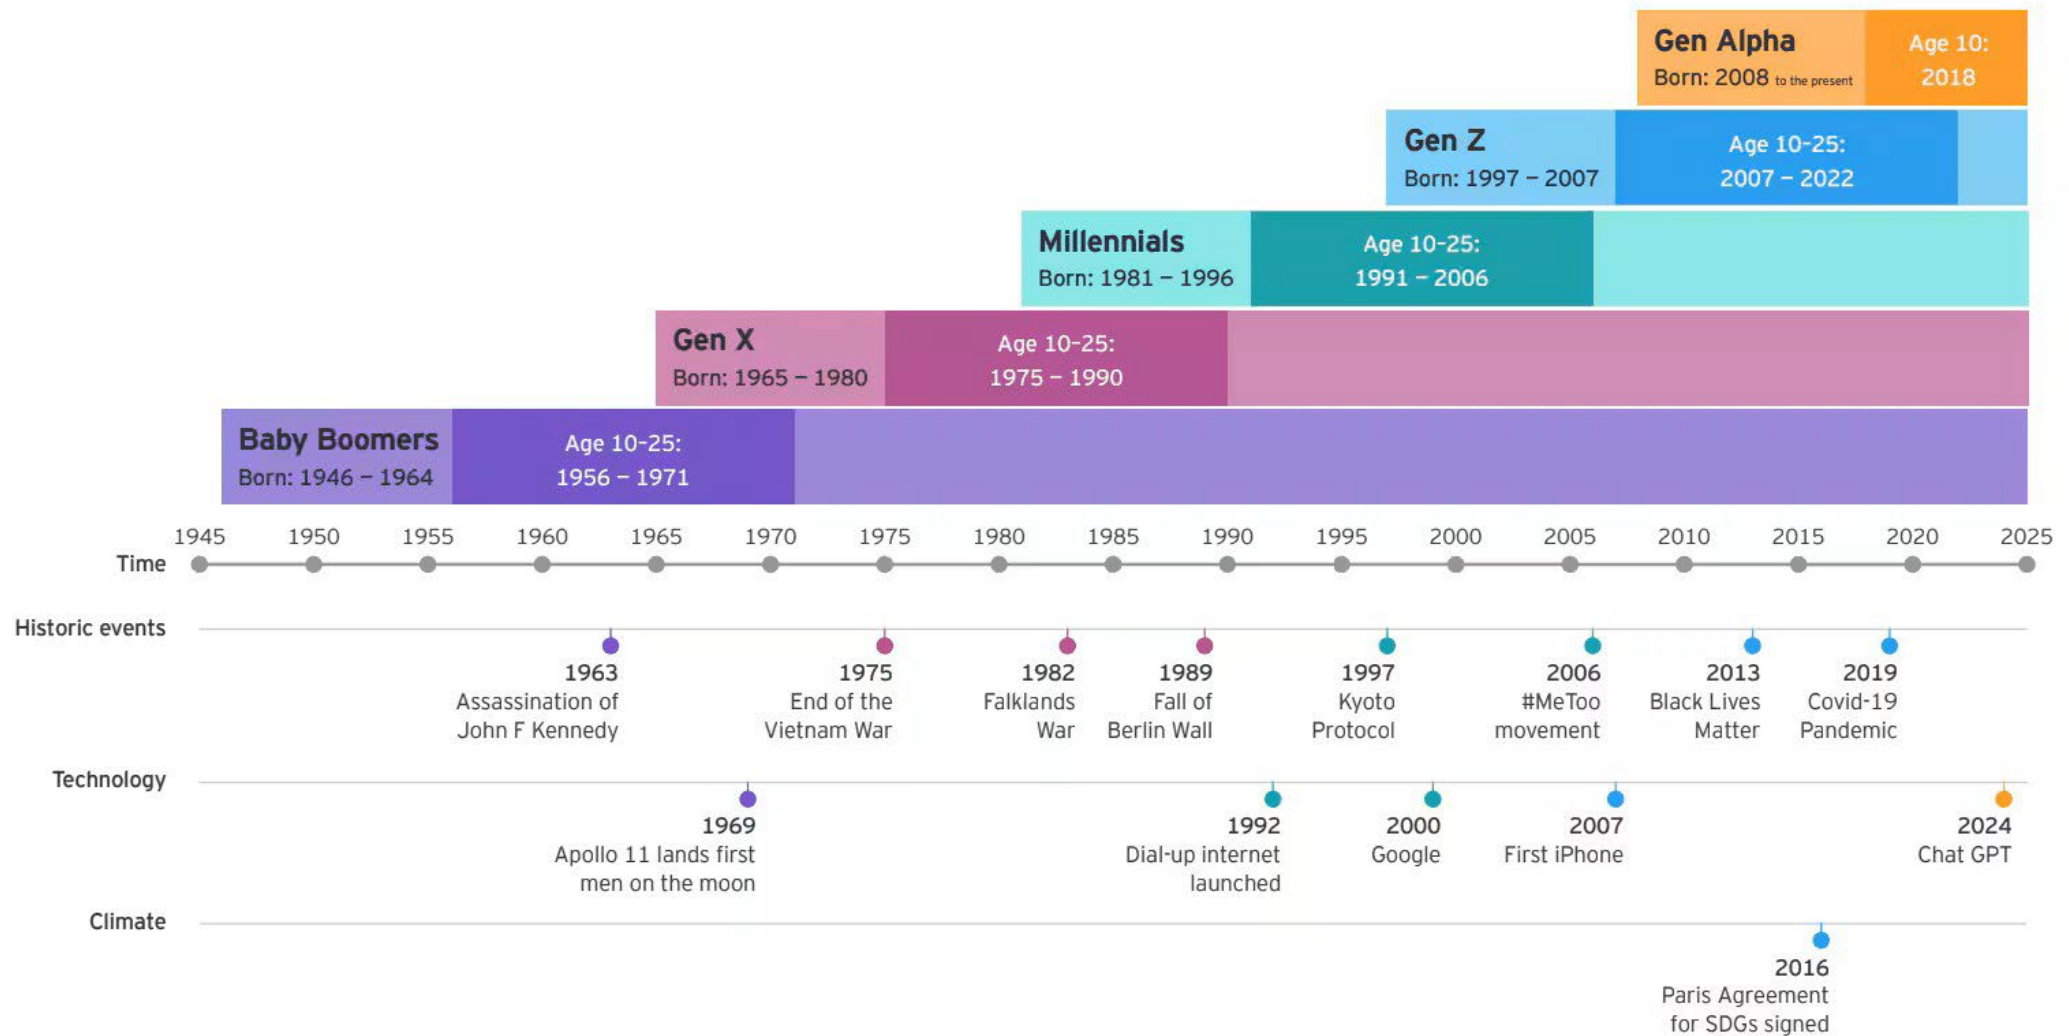 Gen Alpha
Born: 2008 to the present
Age 10:
2018
Gen Z
Born: 1997 – 2007
Age 10-25:
2007 – 2022
Millennials
Born: 1981 – 1996
Age 10-25:
1991 – 2006
Gen X
Born: 1965 – 1980
Age 10-25:
1975 – 1990
Baby Boomers
Born: 1946 – 1964
Age 10-25:
1956 – 1971
1945 1950 1955 1960 1965 1970 1975 1980 1985 1990 1995 2000 2005 2010 2015 2020 2025
Time
Historic events
1963
Assassination of
John F Kennedy
1975
End of the
Vietnam War
1982
Falklands
War
1989
Fall of
Berlin Wall
1997
Kyoto
Protocol
2006
#MeToo
movement
2013
Black Lives
Matter
2019
Covid-19
Pandemic
Technology
1969
Apollo 11 lands first
men on the moon
1992
Dial-up internet
launched
2000
Google
2007
First iPhone
2024
Chat GPT
Climate
2016
Paris Agreement
for SDGs signed